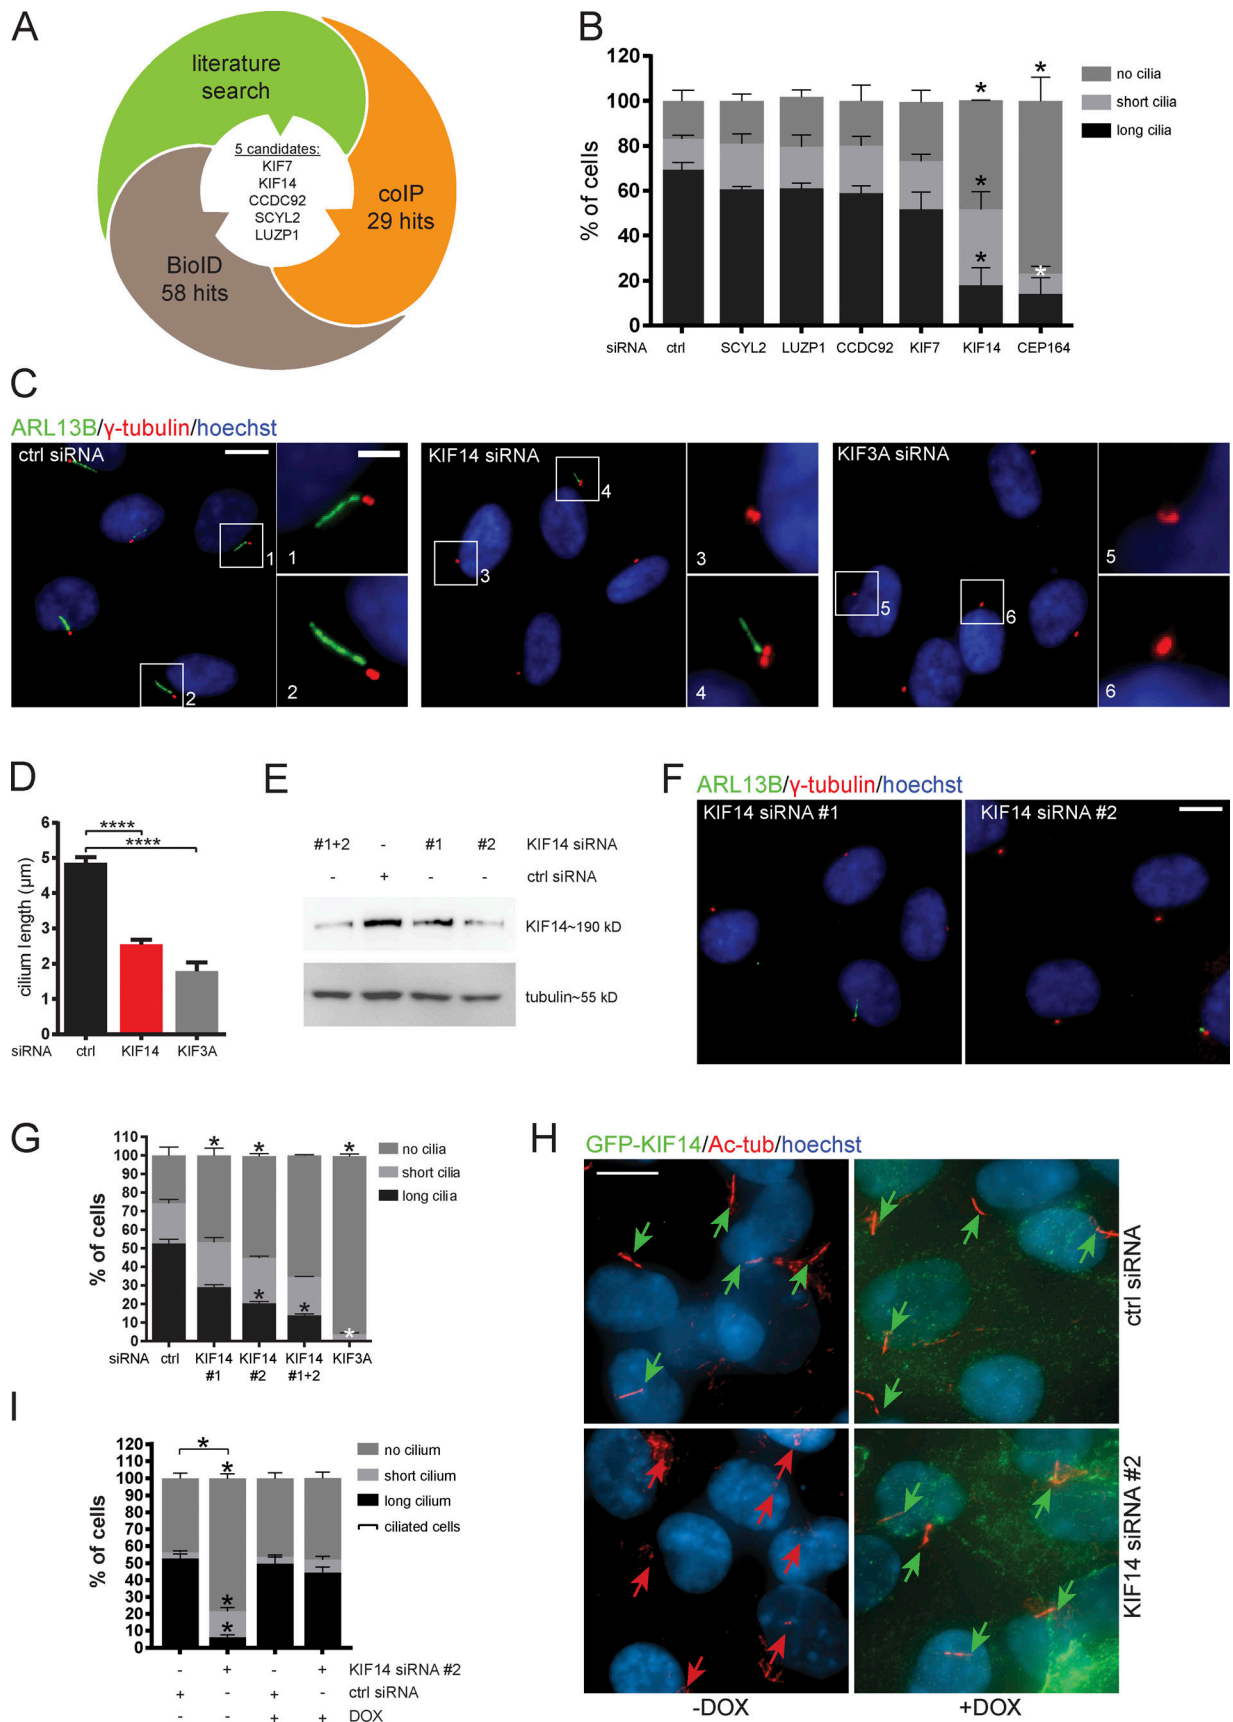 A
literature
search
5 candidates:
KIF7
KIF14
CCDC92
SCYL2
LUZP1
coIP
29 hits
BioID
58 hits
B
% of cells
120
100
80
60
40
20
0
*
*
*
*
*
no cilia
short cilia
long cilia
siRNA ctrl SCYL2 LUZP1 CCDC92 KIF7 KIF14 CEP164
C
ARL13B/γ-tubulin/hoechst
ctrl siRNA
1
2
1
2
KIF14 siRNA
4
3
3
4
KIF3A siRNA
5
6
5
6
D
cilium length (µm)
6
5
4
3
2
1
0
****
****
siRNA ctrl KIF14 KIF3A
E
#1+2 - #1 #2 KIF14 siRNA
- + - - ctrl siRNA
KIF14~190 kD
tubulin~55 kD
F
ARL13B/γ-tubulin/hoechst
KIF14 siRNA #1
KIF14 siRNA #2
G
% of cells
110
100
90
80
70
60
50
40
30
20
10
0
* * *
* *
*
no cilia
short cilia
long cilia
siRNA ctrl KIF14 KIF14 KIF14 KIF3A
#1 #2 #1+2
H
GFP-KIF14/Ac-tub/hoechst
ctrl siRNA
KIF14 siRNA #2
-DOX
+DOX
I
% of cells
120
110
100
90
80
70
60
50
40
30
20
10
0
*
*
*
*
no cilium
short cilium
long cilium
ciliated cells
- + - + KIF14 siRNA #2
+ - + - ctrl siRNA
- - + + DOX